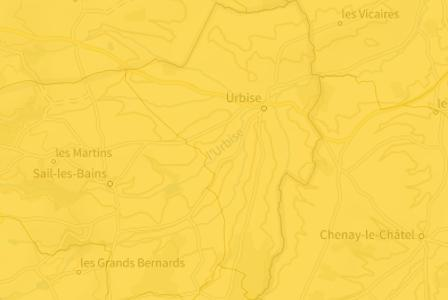 les Vicaires
Urbise
l'Urbise
les Martins
Sail-les-Bains
Chenay-le-Châtel
les Grands Bernards